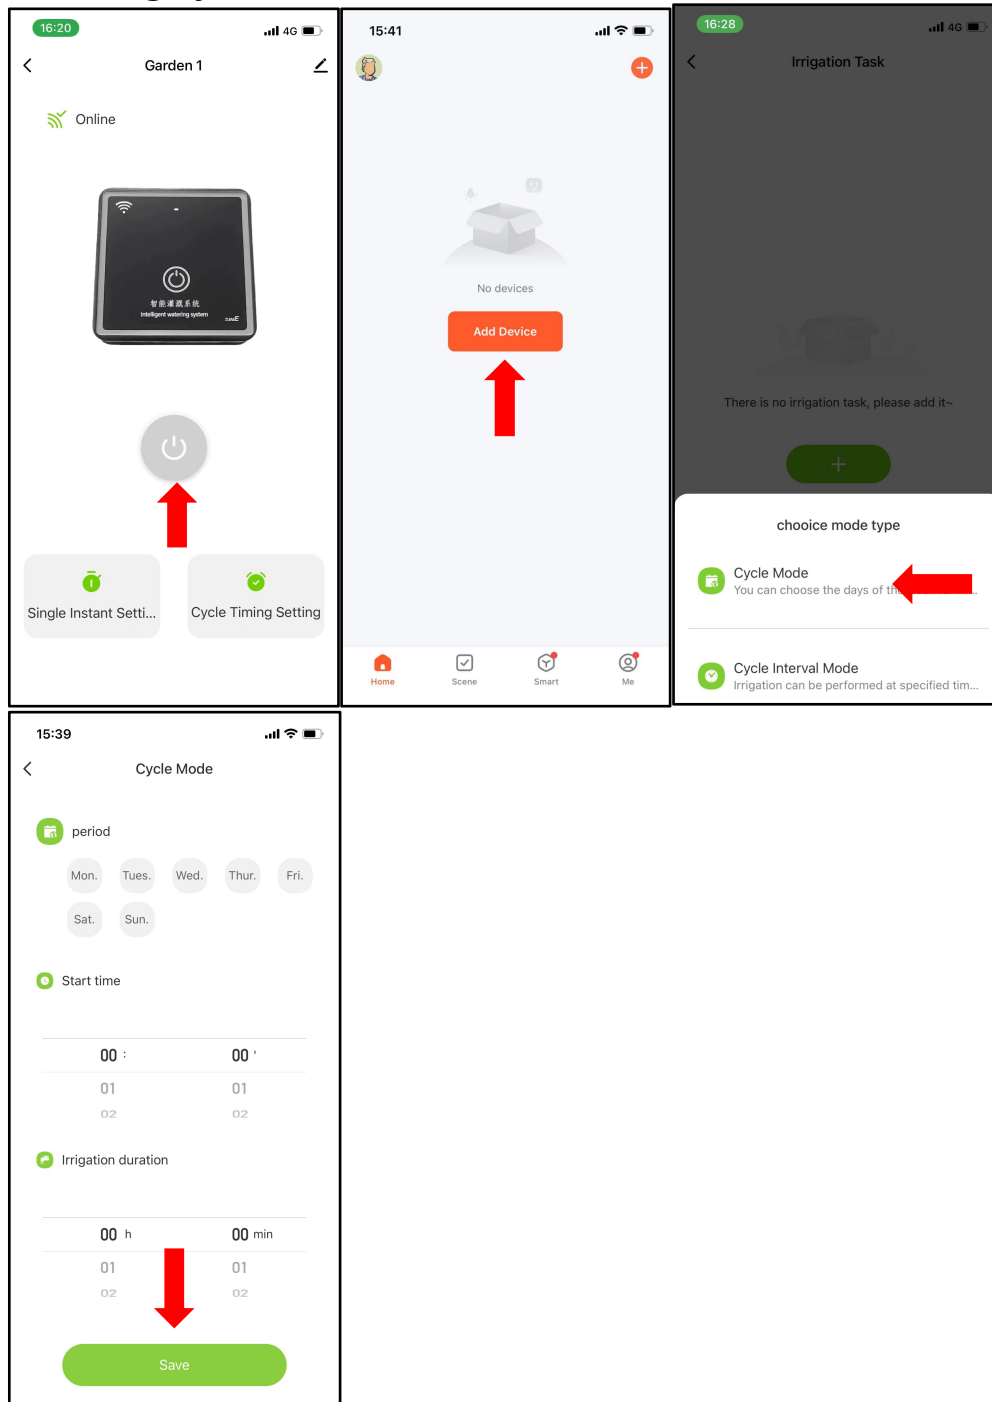 16:20
4G
Garden 1
Online
智能灌溉系统
Intelligent watering system
Single Instant Setti...
Cycle Timing Setting
15:41
No devices
Add Device
Home
Scene
Smart
Me
16:28
4G
Irrigation Task
There is no irrigation task, please add it~
chooice mode type
Cycle Mode
You can choose the days of the
Cycle Interval Mode
Irrigation can be performed at specified tim...
15:39
Cycle Mode
period
Mon. Tues. Wed. Thur. Fri.
Sat. Sun.
Start time
00 : 00 '
01 01
02 02
Irrigation duration
00 h 00 min
01 01
02 02
Save